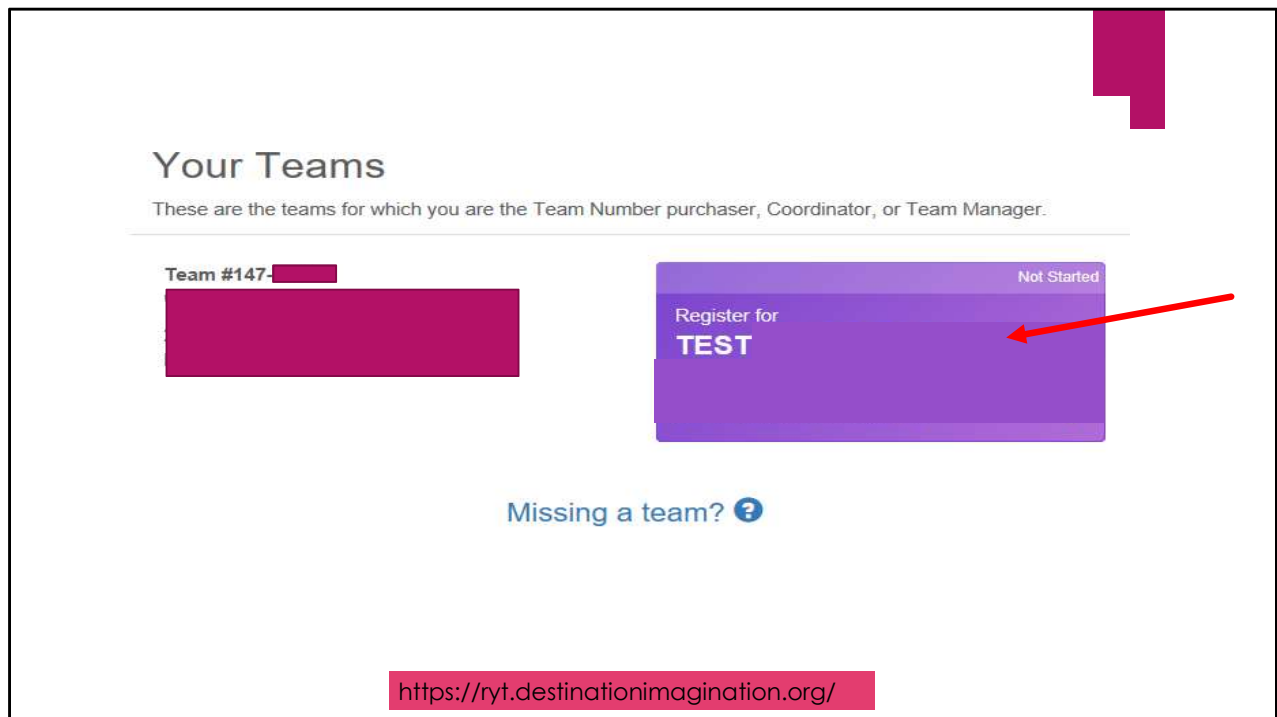 Your Teams
These are the teams for which you are the Team Number purchaser, Coordinator, or Team Manager.
Team #147-
Not Started
Register for
TEST
Missing a team? ?
https://ryt.destinationimagination.org/